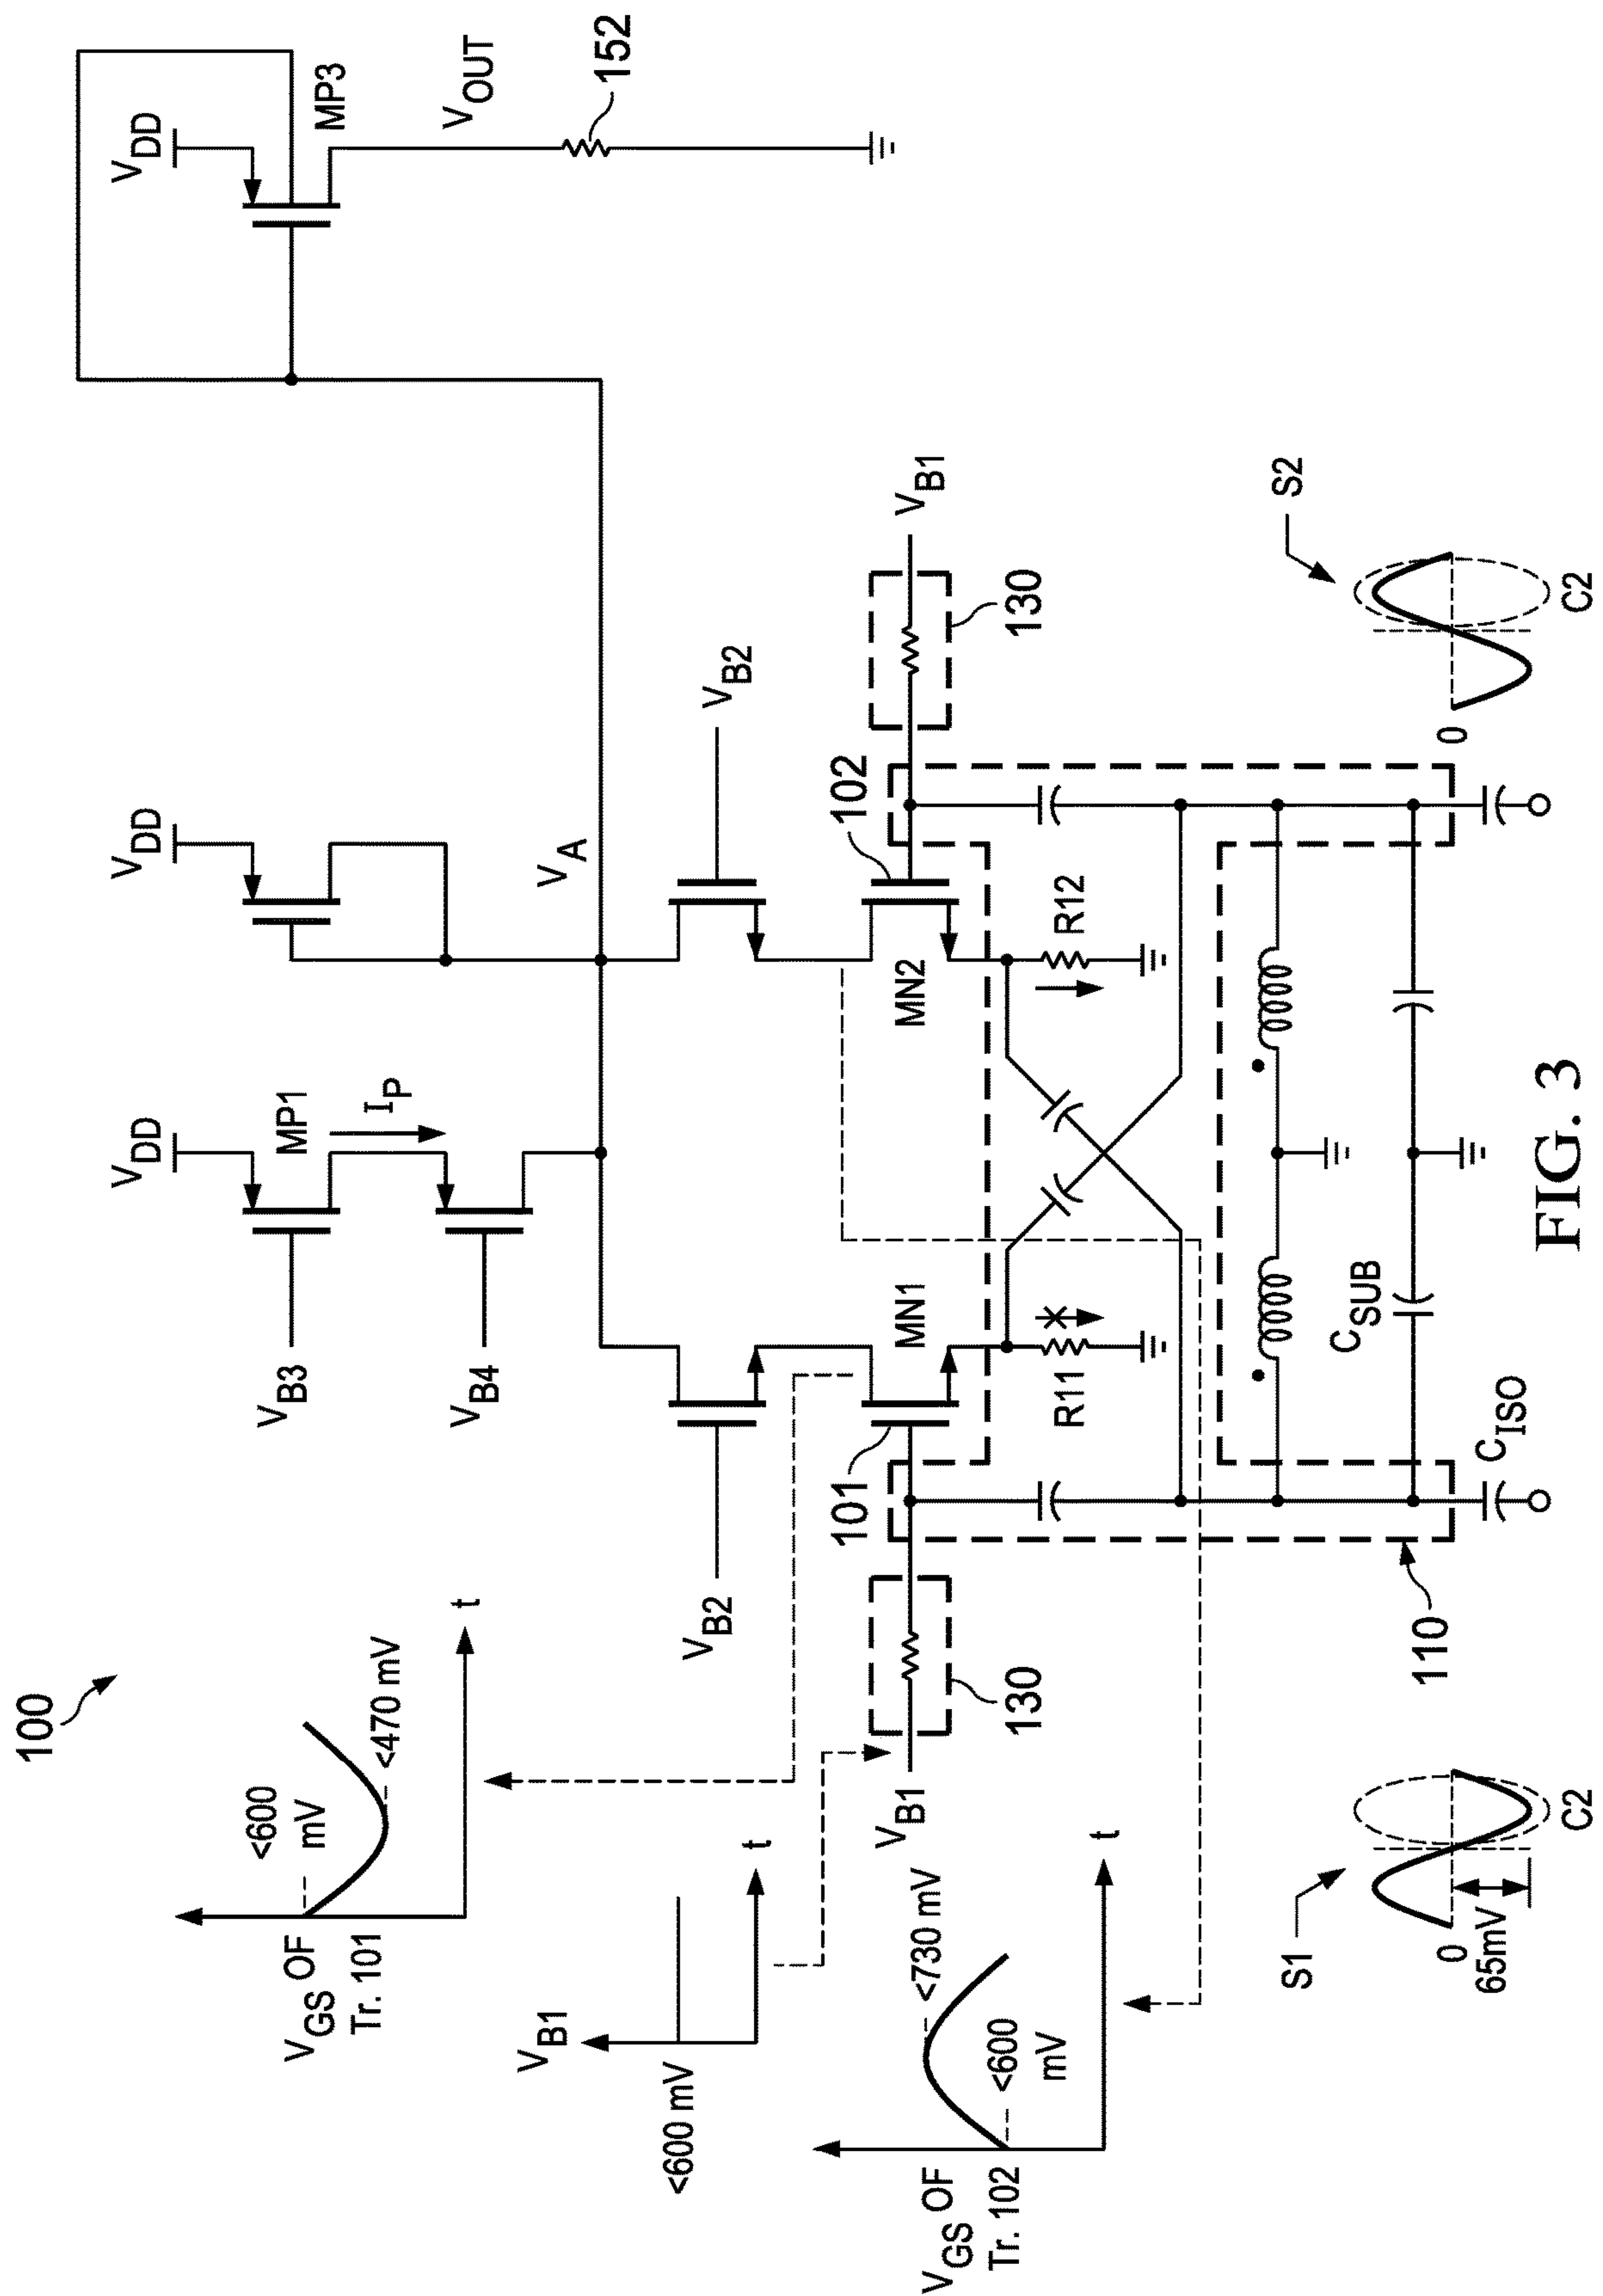 100
V_GS OF
Tr. 101
<600
mV
<470 mV
t
V_B1
<600 mV
t
V_GS OF
Tr. 102
<730 mV
<600
mV
t
V_DD
V_B3
MP1
I_P
V_B4
V_DD
V_A
V_DD
MP3
V_OUT
152
V_B2
V_B2
101
MN1
MN2
102
V_B1
130
130
V_B1
R11
R12
110
C_SUB
C_ISO
S1
0
65mV
C2
S2
0
C2
FIG. 3